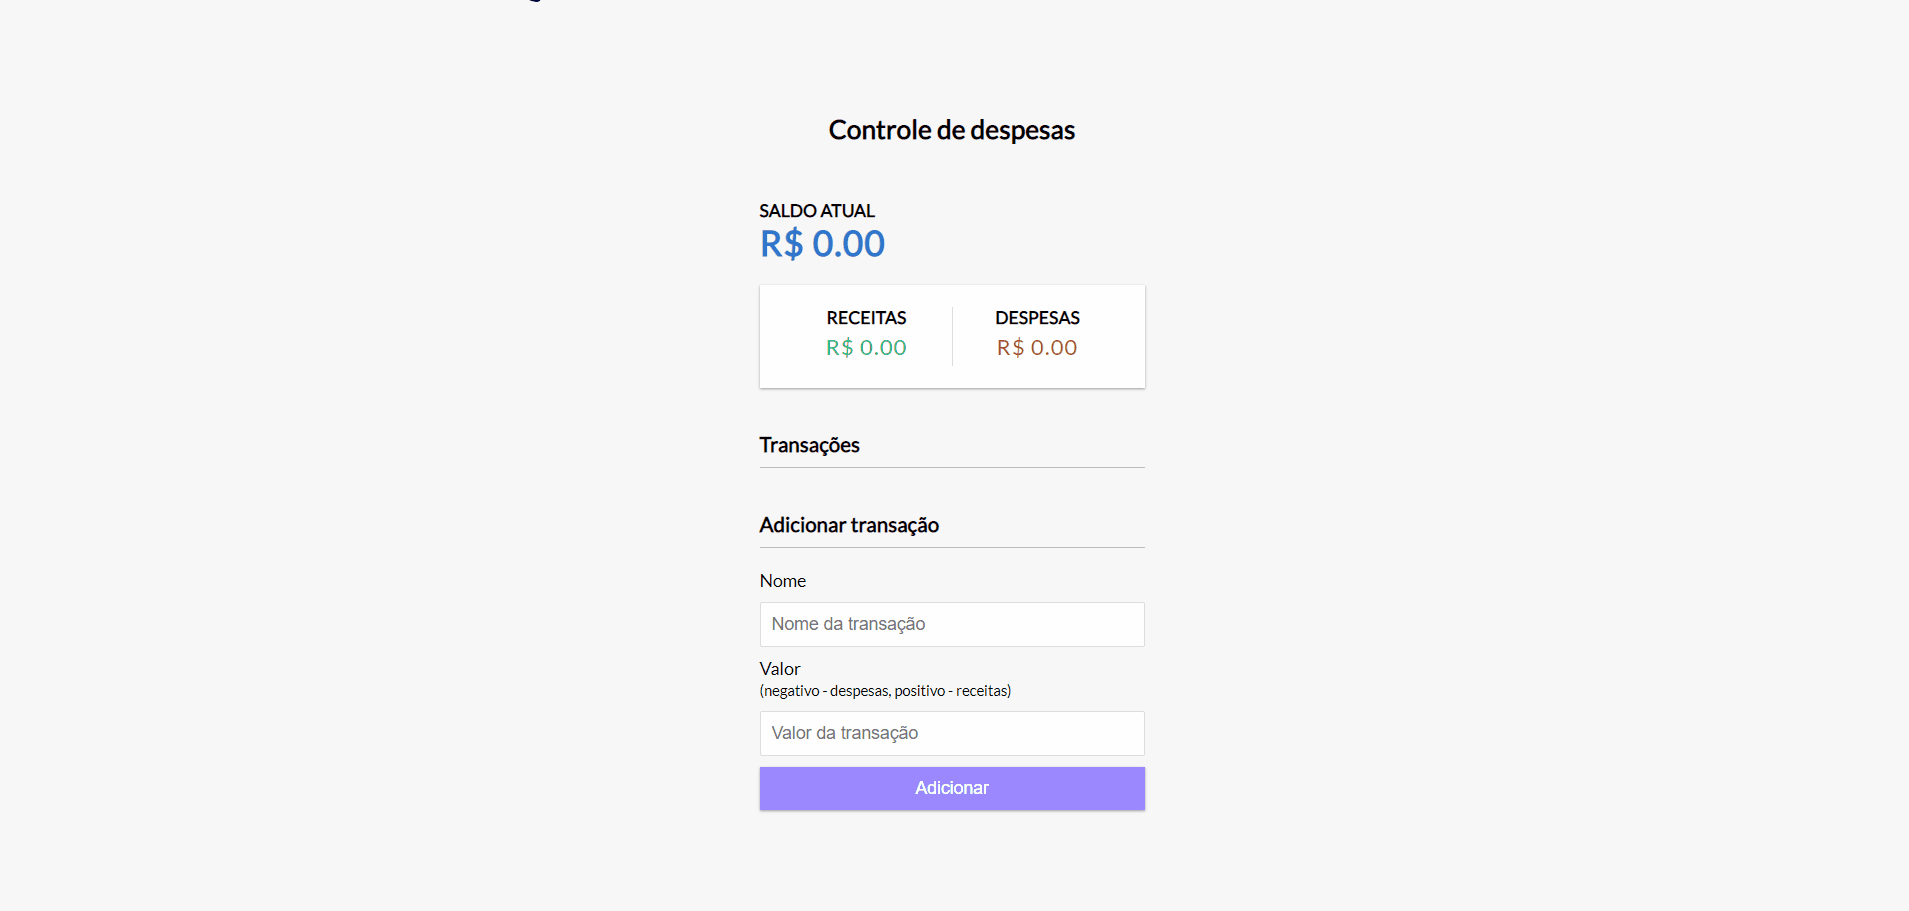 Controle de despesas
SALDO ATUAL
R$ 0.00
RECEITAS
R$ 0.00
DESPESAS
R$ 0.00
Transações
Adicionar transação
Nome
Nome da transação
Valor
(negativo - despesas, positivo - receitas)
Valor da transação
Adicionar